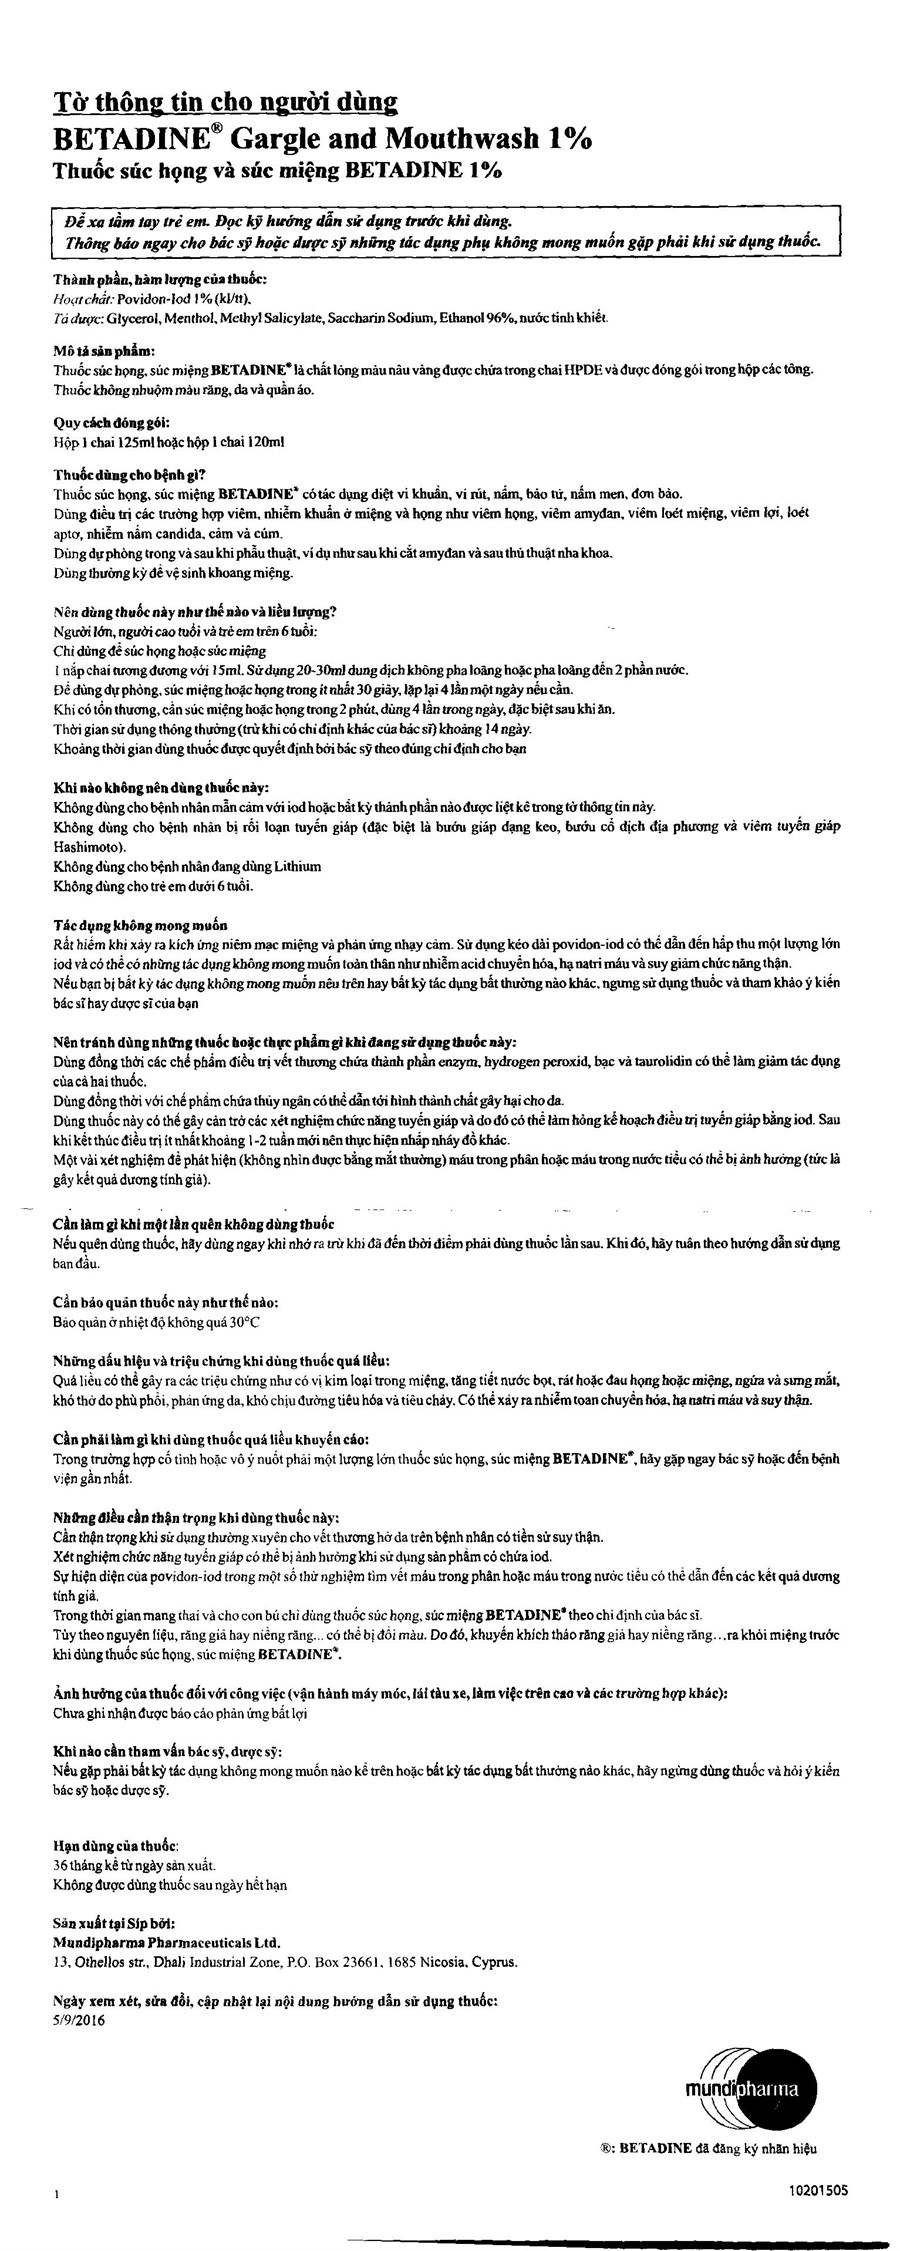 Tờ thông tin cho người dùng
BETADINE® Gargle and Mouthwash 1%
Thuốc súc họng và súc miệng BETADINE 1%
Để xa tầm tay trẻ em. Đọc kỹ hướng dẫn sử dụng trước khi dùng.
Thông báo ngay cho bác sỹ hoặc dược sỹ những tác dụng phụ không mong muốn gặp phải khi sử dụng thuốc.
Thành phần, hàm lượng của thuốc:
Hoạt chất: Povidon-Iod 1% (kl/tt).
Tá dược: Glycerol, Menthol, Methyl Salicylate, Saccharin Sodium, Ethanol 96%, nước tinh khiết.
Mô tả sản phẩm:
Thuốc súc họng, súc miệng BETADINE® là chất lỏng màu nâu vàng được chứa trong chai HPDE và được đóng gói trong hộp các tông.
Thuốc không nhuộm màu răng, da và quần áo.
Quy cách đóng gói:
Hộp 1 chai 125ml hoặc hộp 1 chai 120ml
Thuốc dùng cho bệnh gì?
Thuốc súc họng, súc miệng BETADINE® có tác dụng diệt vi khuẩn, vi rút, nấm, bào tử, nấm men, đơn bào.
Dùng điều trị các trường hợp viêm, nhiễm khuẩn ở miệng và họng như viêm họng, viêm amyđan, viêm loét miệng, viêm lợi, loét
aptơ, nhiễm nấm candida, cảm và cúm.
Dùng dự phòng trong và sau khi phẫu thuật, ví dụ như sau khi cắt amyđan và sau thủ thuật nha khoa.
Dùng thường kỳ để vệ sinh khoang miệng.
Nên dùng thuốc này như thế nào và liều lượng?
Người lớn, người cao tuổi và trẻ em trên 6 tuổi:
Chỉ dùng để súc họng hoặc súc miệng
1 nắp chai tương đương với 15ml. Sử dụng 20-30ml dung dịch không pha loãng hoặc pha loãng đến 2 phần nước.
Để dùng dự phòng, súc miệng hoặc họng trong ít nhất 30 giây, lặp lại 4 lần một ngày nếu cần.
Khi có tổn thương, cần súc miệng hoặc họng trong 2 phút, dùng 4 lần trong ngày, đặc biệt sau khi ăn.
Thời gian sử dụng thông thường (trừ khi có chỉ định khác của bác sĩ) khoảng 14 ngày.
Khoảng thời gian dùng thuốc được quyết định bởi bác sỹ theo đúng chỉ định cho bạn
Khi nào không nên dùng thuốc này:
Không dùng cho bệnh nhân mẫn cảm với iod hoặc bất kỳ thành phần nào được liệt kê trong tờ thông tin này.
Không dùng cho bệnh nhân bị rối loạn tuyến giáp (đặc biệt là bướu giáp dạng keo, bướu cổ dịch địa phương và viêm tuyến giáp
Hashimoto).
Không dùng cho bệnh nhân đang dùng Lithium
Không dùng cho trẻ em dưới 6 tuổi.
Tác dụng không mong muốn
Rất hiếm khi xảy ra kích ứng niêm mạc miệng và phản ứng nhạy cảm. Sử dụng kéo dài povidon-iod có thể dẫn đến hấp thu một lượng lớn
iod và có thể có những tác dụng không mong muốn toàn thân như nhiễm acid chuyển hóa, hạ natri máu và suy giảm chức năng thận.
Nếu bạn bị bất kỳ tác dụng không mong muốn nêu trên hay bất kỳ tác dụng bất thường nào khác, ngưng sử dụng thuốc và tham khảo ý kiến
bác sĩ hay dược sĩ của bạn
Nên tránh dùng những thuốc hoặc thực phẩm gì khi đang sử dụng thuốc này:
Dùng đồng thời các chế phẩm điều trị vết thương chứa thành phần enzym, hydrogen peroxid, bạc và taurolidin có thể làm giảm tác dụng
của cả hai thuốc.
Dùng đồng thời với chế phẩm chứa thủy ngân có thể dẫn tới hình thành chất gây hại cho da.
Dùng thuốc này có thể gây cản trở các xét nghiệm chức năng tuyến giáp và do đó có thể làm hỏng kế hoạch điều trị tuyến giáp bằng iod. Sau
khi kết thúc điều trị ít nhất khoảng 1-2 tuần mới nên thực hiện nhấp nháy đồ khác.
Một vài xét nghiệm để phát hiện (không nhìn được bằng mắt thường) máu trong phân hoặc máu trong nước tiểu có thể bị ảnh hưởng (tức là
gây kết quả dương tính giả).
Cần làm gì khi một lần quên không dùng thuốc
Nếu quên dùng thuốc, hãy dùng ngay khi nhớ ra trừ khi đã đến thời điểm phải dùng thuốc lần sau. Khi đó, hãy tuân theo hướng dẫn sử dụng
ban đầu.
Cần bảo quản thuốc này như thế nào:
Bảo quản ở nhiệt độ không quá 30°C
Những dấu hiệu và triệu chứng khi dùng thuốc quá liều:
Quá liều có thể gây ra các triệu chứng như có vị kim loại trong miệng, tăng tiết nước bọt, rát hoặc đau họng hoặc miệng, ngứa và sưng mắt,
khó thở do phù phổi, phản ứng da, khó chịu đường tiêu hóa và tiêu chảy. Có thể xảy ra nhiễm toan chuyển hóa, hạ natri máu và suy thận.
Cần phải làm gì khi dùng thuốc quá liều khuyến cáo:
Trong trường hợp cố tình hoặc vô ý nuốt phải một lượng lớn thuốc súc họng, súc miệng BETADINE®, hãy gặp ngay bác sỹ hoặc đến bệnh
viện gần nhất.
Những điều cần thận trọng khi dùng thuốc này:
Cần thận trọng khi sử dụng thường xuyên cho vết thương hở da trên bệnh nhân có tiền sử suy thận.
Xét nghiệm chức năng tuyến giáp có thể bị ảnh hưởng khi sử dụng sản phẩm có chứa iod.
Sự hiện diện của povidon-iod trong một số thử nghiệm tìm vết máu trong phân hoặc máu trong nước tiểu có thể dẫn đến các kết quả dương
tính giả.
Trong thời gian mang thai và cho con bú chỉ dùng thuốc súc họng, súc miệng BETADINE® theo chỉ định của bác sĩ.
Tùy theo nguyên liệu, răng giả hay niềng răng... có thể bị đổi màu. Do đó, khuyến khích tháo răng giả hay niềng răng...ra khỏi miệng trước
khi dùng thuốc súc họng, súc miệng BETADINE®.
Ảnh hưởng của thuốc đối với công việc (vận hành máy móc, lái tàu xe, làm việc trên cao và các trường hợp khác):
Chưa ghi nhận được báo cáo phản ứng bất lợi
Khi nào cần tham vấn bác sỹ, dược sỹ:
Nếu gặp phải bất kỳ tác dụng không mong muốn nào kể trên hoặc bất kỳ tác dụng bất thường nào khác, hãy ngừng dùng thuốc và hỏi ý kiến
bác sỹ hoặc dược sỹ.
Hạn dùng của thuốc:
36 tháng kể từ ngày sản xuất.
Không được dùng thuốc sau ngày hết hạn
Sản xuất tại Síp bởi:
Mundipharma Pharmaceuticals Ltd.
13, Othellos str., Dhali Industrial Zone, P.O. Box 23661, 1685 Nicosia, Cyprus.
Ngày xem xét, sửa đổi, cập nhật lại nội dung hướng dẫn sử dụng thuốc:
5/9/2016
mundipharma
®: BETADINE đã đăng ký nhãn hiệu
1
10201505